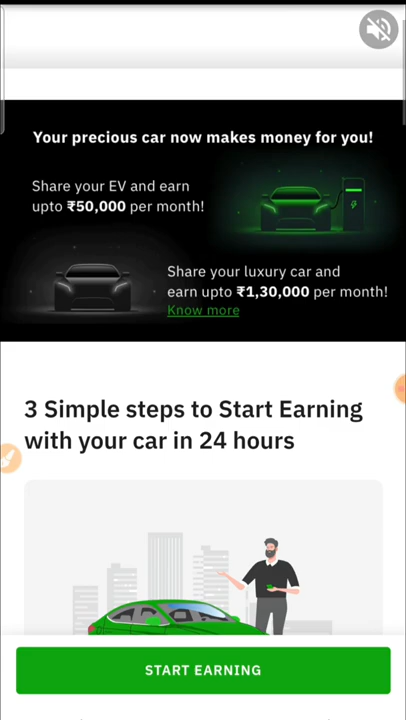 Your precious car now makes money for you!
Share your EV and earn
upto ₹50,000 per month!
Share your luxury car and
earn upto ₹1,30,000 per month!
Know more
3 Simple steps to Start Earning
with your car in 24 hours
START EARNING